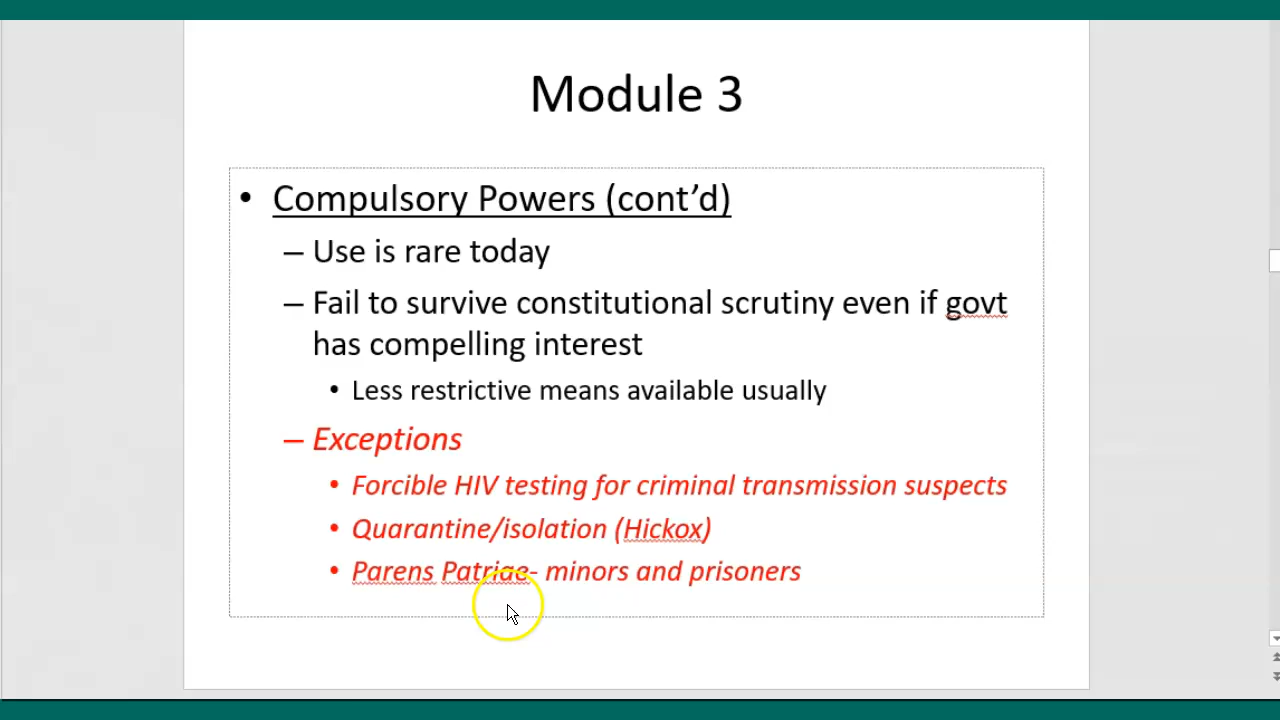 Module 3
• Compulsory Powers (cont’d)
– Use is rare today
– Fail to survive constitutional scrutiny even if govt
has compelling interest
• Less restrictive means available usually
– Exceptions
• Forcible HIV testing for criminal transmission suspects
• Quarantine/isolation (Hickox)
• Parens Patriae- minors and prisoners